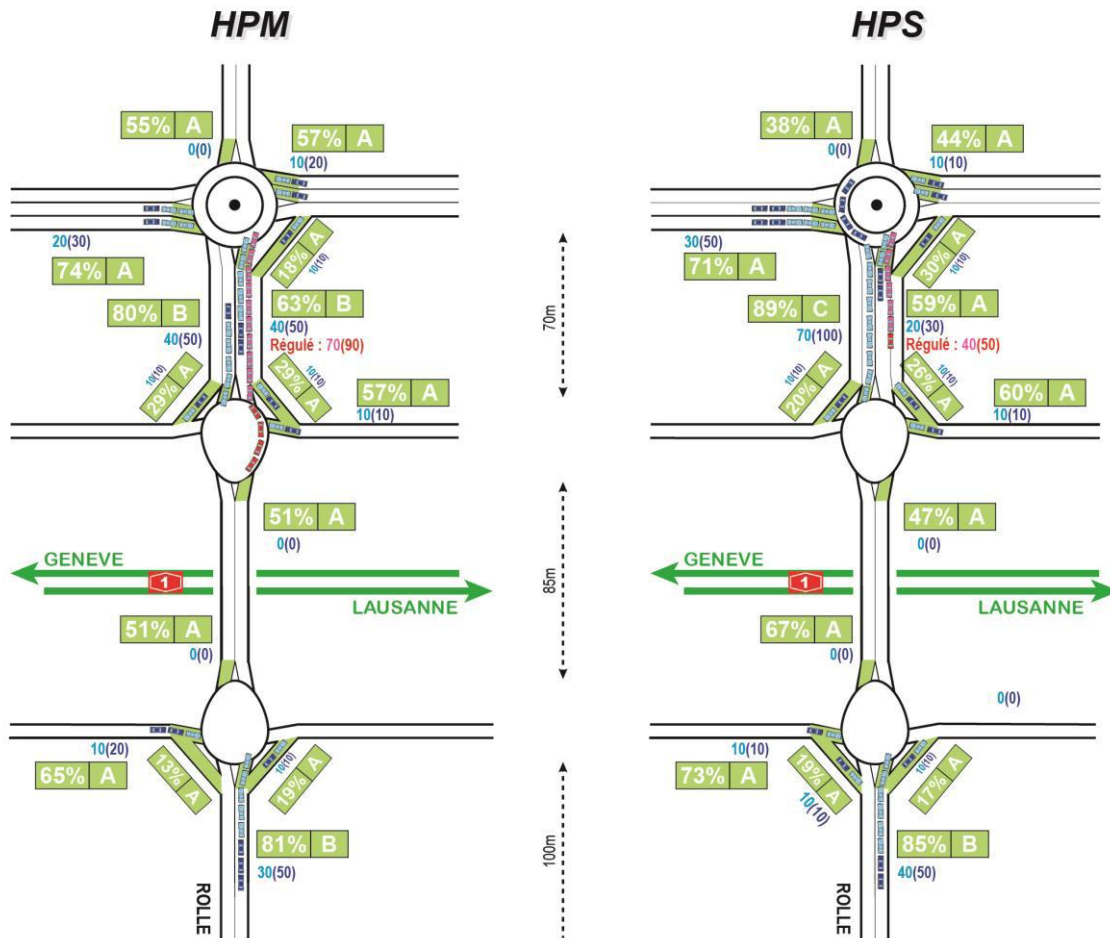 HPM
55% A
0(0)
57% A
10(20)
20(30)
74% A
18% A
10(10)
80% B
40(50)
63% B
40(50)
Régulé : 70(90)
10(10)
29% A
10(10)
29% A
57% A
10(10)
51% A
0(0)
GENEVE
1
LAUSANNE
51% A
0(0)
10(20)
65% A
13% A
10(10)
19% A
81% B
30(50)
ROLLE
70m
85m
100m
HPS
38% A
0(0)
44% A
10(10)
30(50)
71% A
30% A
10(10)
89% C
70(100)
59% A
20(30)
Régulé : 40(50)
10(10)
20% A
10(10)
26% A
60% A
10(10)
47% A
0(0)
GENEVE
1
LAUSANNE
67% A
0(0)
0(0)
10(10)
73% A
19% A
10(10)
10(10)
17% A
85% B
40(50)
ROLLE